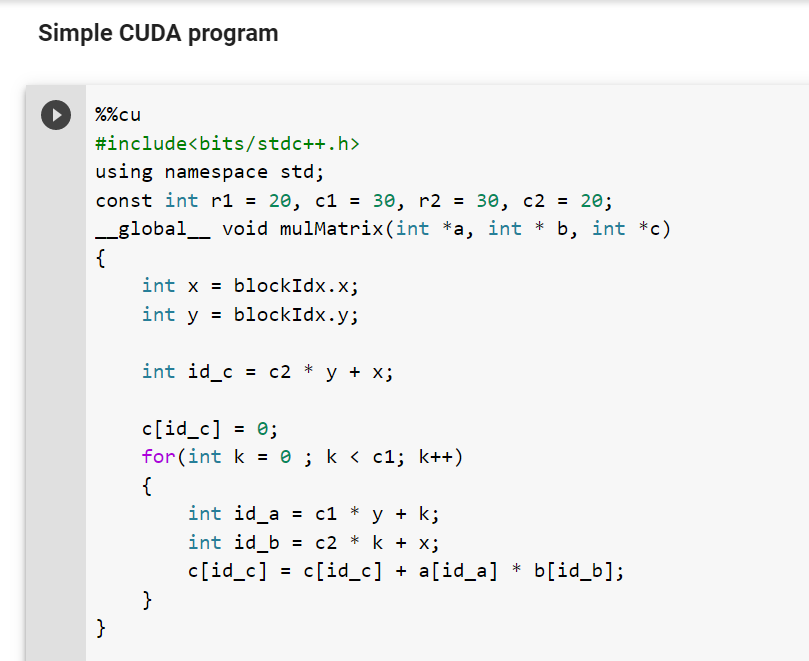 Simple CUDA program
%%cu
#include<bits/stdc++.h>
using namespace std;
const int r1 = 20, c1 = 30, r2 = 30, c2 = 20;
__global__ void mulMatrix(int *a, int * b, int *c)
{
    int x = blockIdx.x;
    int y = blockIdx.y;
    int id_c = c2 * y + x;
    c[id_c] = 0;
    for(int k = 0 ; k < c1; k++)
    {
        int id_a = c1 * y + k;
        int id_b = c2 * k + x;
        c[id_c] = c[id_c] + a[id_a] * b[id_b];
    }
}